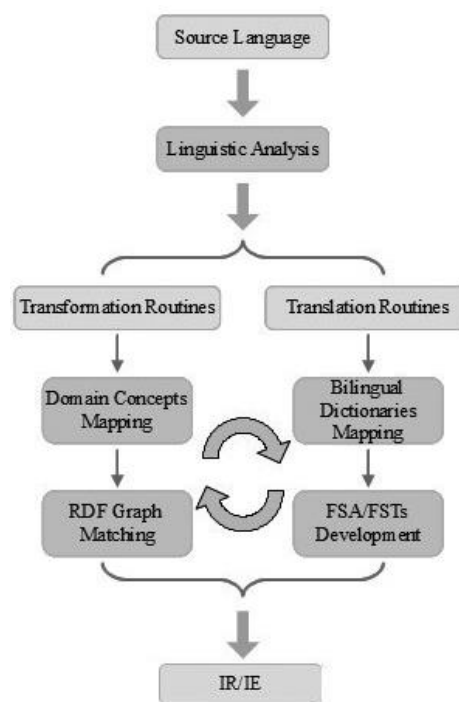 Source Language
Linguistic Analysis
Transformation Routines
Translation Routines
Domain Concepts
Mapping
Bilingual
Dictionaries
Mapping
RDF Graph
Matching
FSA/FSTs
Development
IR/IE